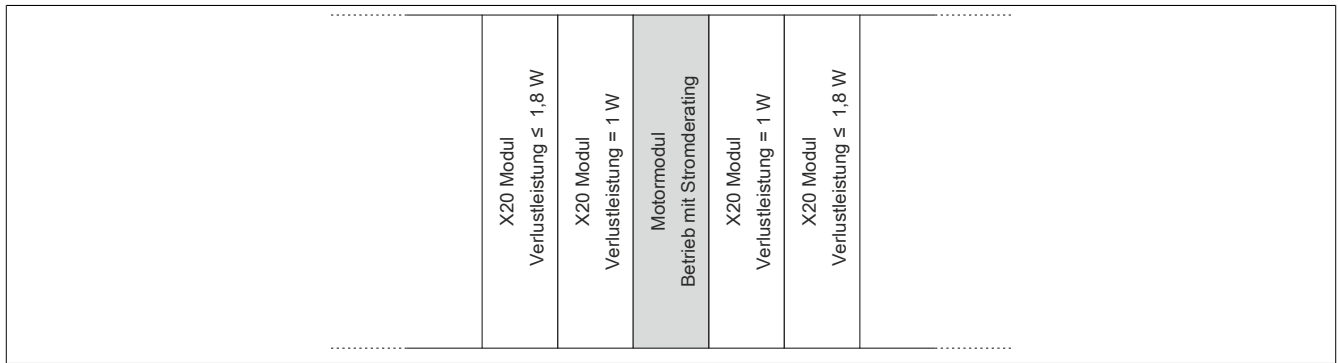 X20 Modul
Verlustleistung ≤ 1,8 W
X20 Modul
Verlustleistung = 1 W
Motormodul
Betrieb mit Stromderating
X20 Modul
Verlustleistung = 1 W
X20 Modul
Verlustleistung ≤ 1,8 W